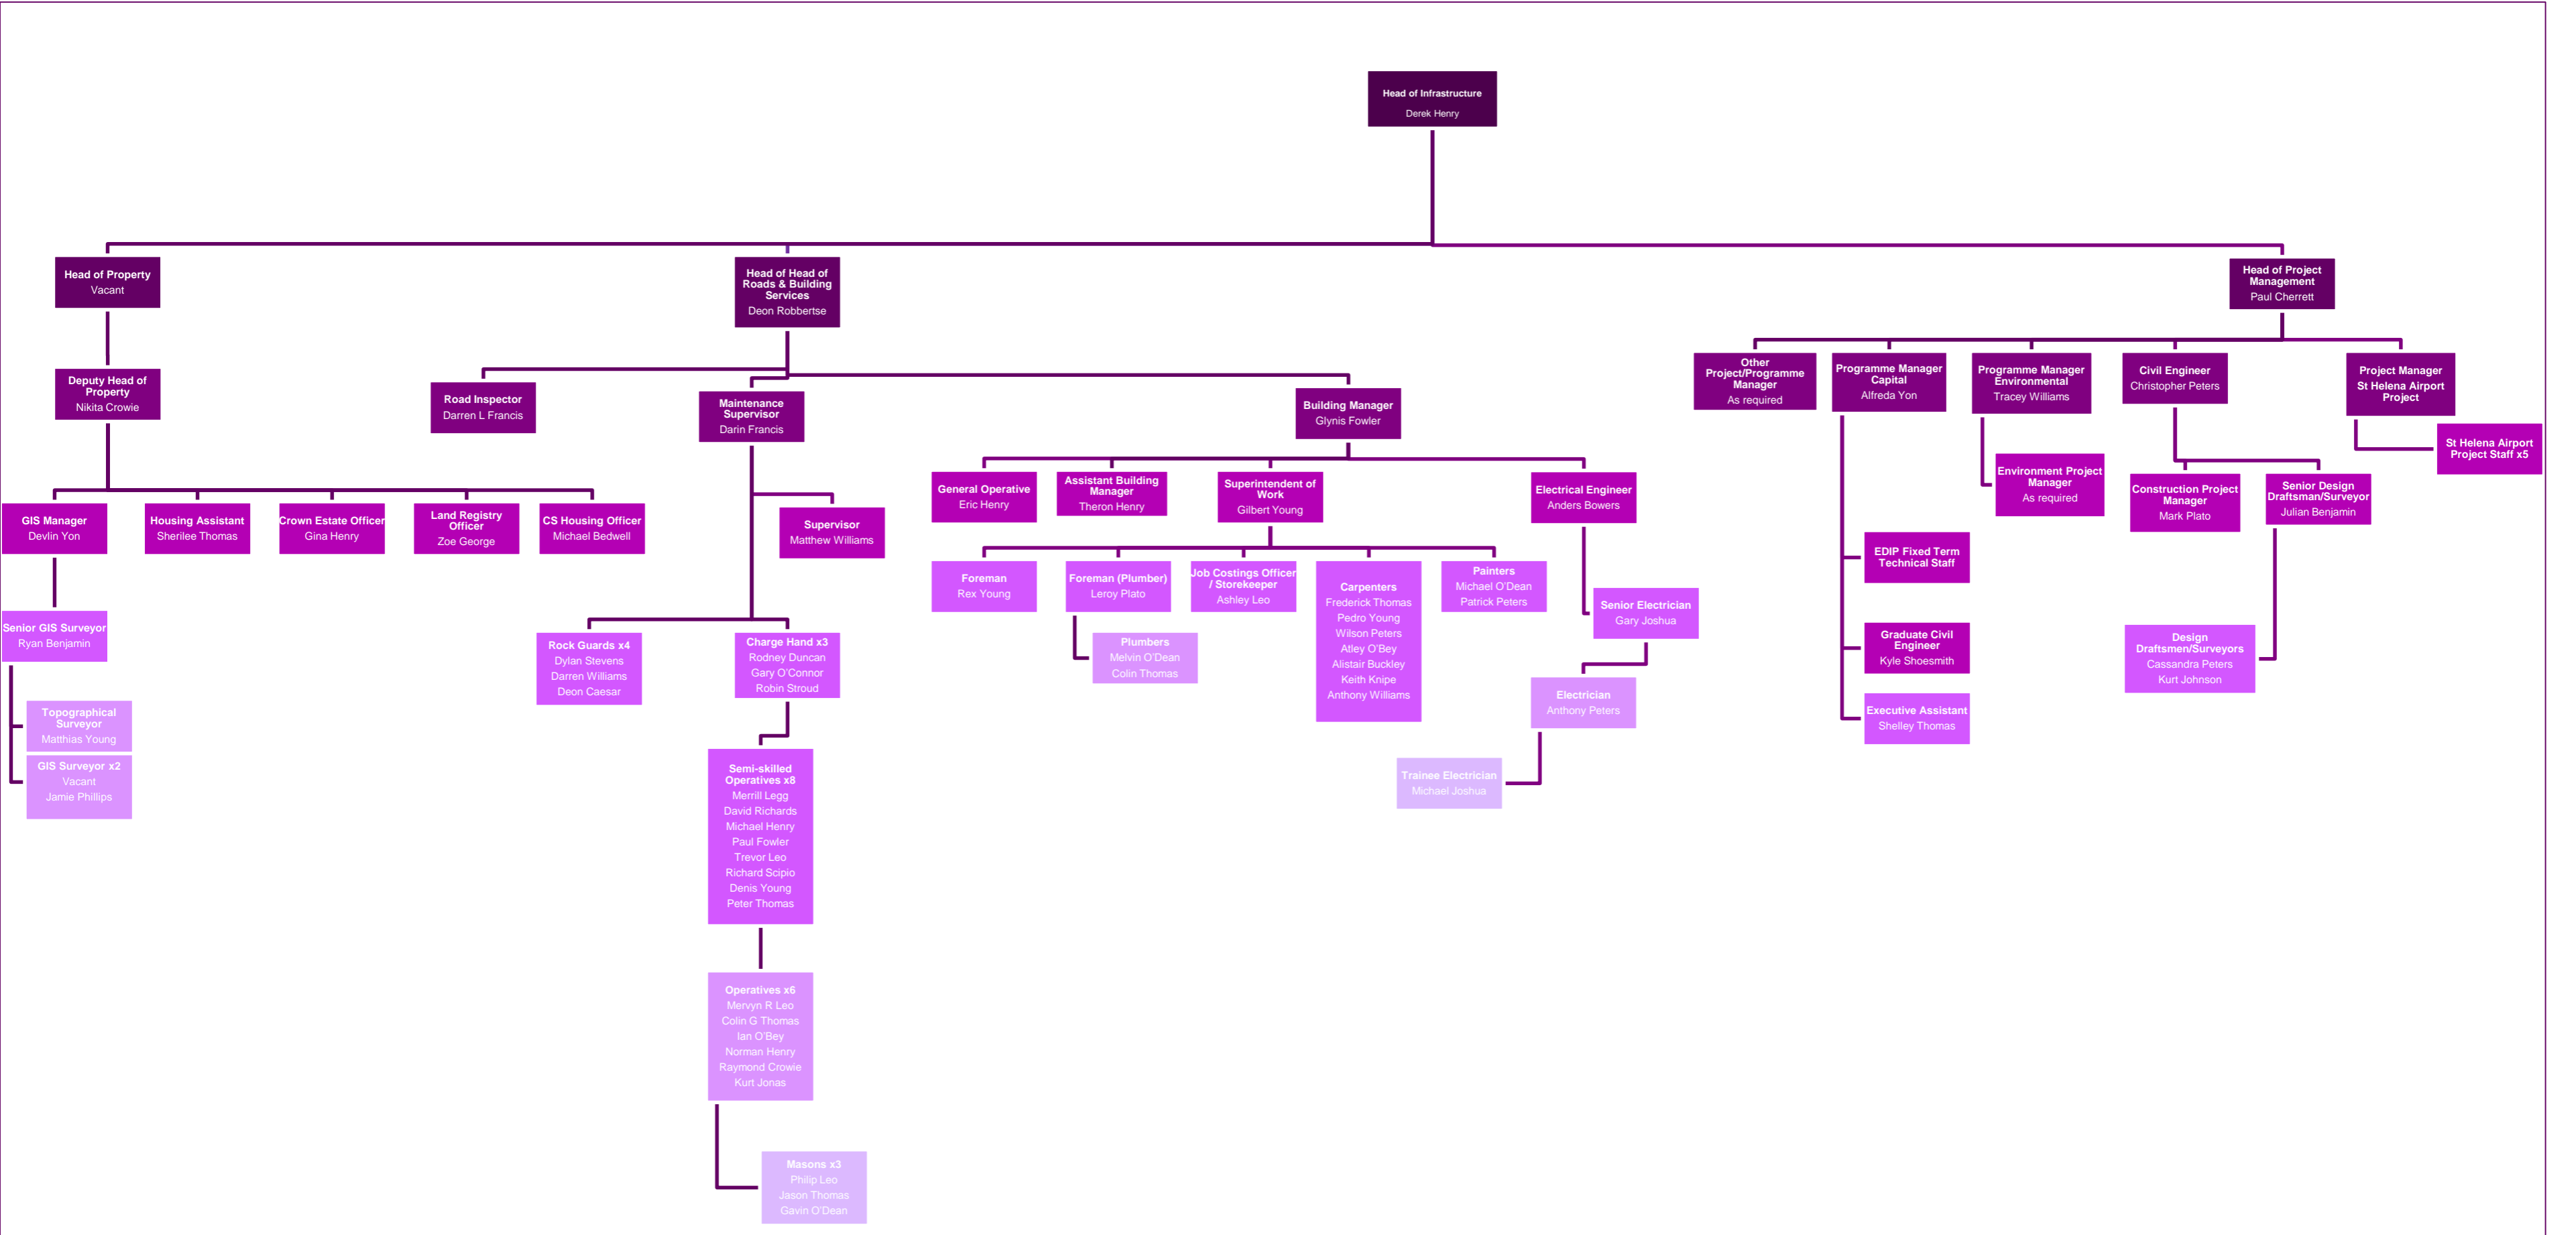 Head of Infrastructure
Derek Henry
Head of Property
Vacant
Head of Head of
Roads & Building
Services
Deon Robbertse
Head of Project
Management
Paul Cherrett
Deputy Head of
Property
Nikita Crowie
Road Inspector
Darren L Francis
Maintenance
Supervisor
Darin Francis
Building Manager
Glynis Fowler
Other
Project/Programme
Manager
As required
Programme Manager
Capital
Alfreda Yon
Programme Manager
Environmental
Tracey Williams
Civil Engineer
Christopher Peters
Project Manager
St Helena Airport
Project
St Helena Airport
Project Staff x5
GIS Manager
Devlin Yon
Housing Assistant
Sherilee Thomas
Crown Estate Officer
Gina Henry
Land Registry
Officer
Zoe George
CS Housing Officer
Michael Bedwell
Supervisor
Matthew Williams
General Operative
Eric Henry
Assistant Building
Manager
Theron Henry
Superintendent of
Work
Gilbert Young
Electrical Engineer
Anders Bowers
Environment Project
Manager
As required
Construction Project
Manager
Mark Plato
Senior Design
Draftsman/Surveyor
Julian Benjamin
EDIP Fixed Term
Technical Staff
Foreman
Rex Young
Foreman (Plumber)
Leroy Plato
Job Costings Officer
/ Storekeeper
Ashley Leo
Carpenters
Frederick Thomas
Pedro Young
Wilson Peters
Atley O'Bey
Alistair Buckley
Keith Knipe
Anthony Williams
Painters
Michael O'Dean
Patrick Peters
Senior Electrician
Gary Joshua
Senior GIS Surveyor
Ryan Benjamin
Rock Guards x4
Dylan Stevens
Darren Williams
Deon Caesar
Charge Hand x3
Rodney Duncan
Gary O'Connor
Robin Stroud
Plumbers
Melvin O'Dean
Colin Thomas
Graduate Civil
Engineer
Kyle Shoesmith
Design
Draftsmen/Surveyors
Cassandra Peters
Kurt Johnson
Electrician
Anthony Peters
Executive Assistant
Shelley Thomas
Topographical
Surveyor
Matthias Young
GIS Surveyor x2
Vacant
Jamie Phillips
Trainee Electrician
Michael Joshua
Semi-skilled
Operatives x8
Merrill Legg
David Richards
Michael Henry
Paul Fowler
Trevor Leo
Richard Scipio
Denis Young
Peter Thomas
Operatives x6
Mervyn R Leo
Colin G Thomas
Ian O'Bey
Norman Henry
Raymond Crowie
Kurt Jonas
Masons x3
Philip Leo
Jason Thomas
Gavin O'Dean